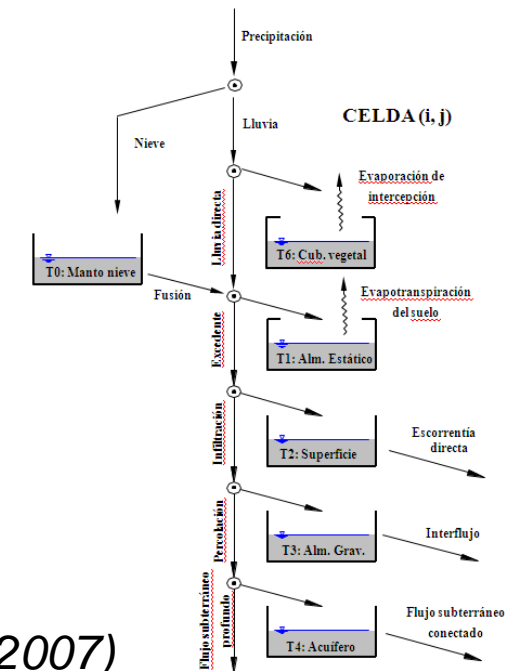 Precipitación
Lluvia
CELDA (i, j)
Nieve
Evaporación de
intercepción
Lluvia directa
T6: Cub. vegetal
T0: Manto nieve
Fusión
Evapotranspiración
del suelo
Excedente
T1: Alm. Estático
Infiltración
Escorrentía
directa
T2: Superficie
Percolación
Interflujo
T3: Alm. Grav.
Flujo subterráneo
profundo
Flujo subterráneo
conectado
T4: Acuífero
2007)